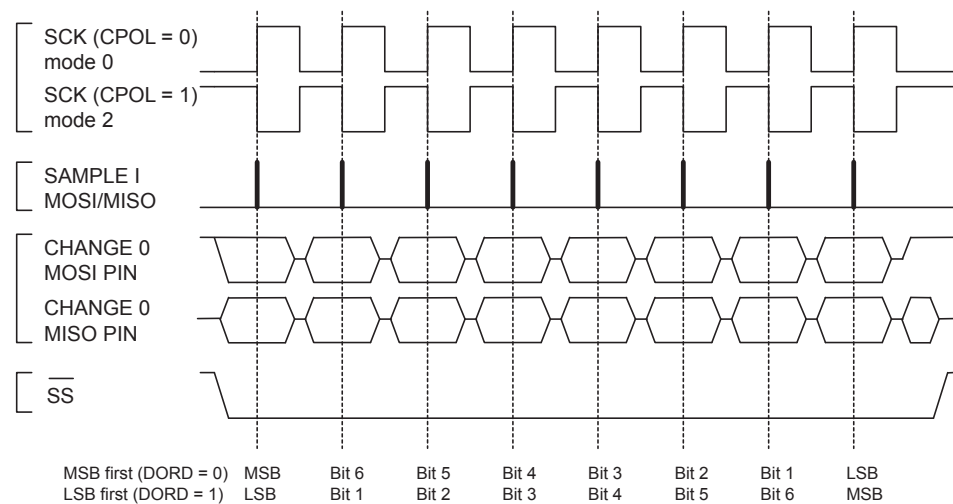 SCK (CPOL = 0)
mode 0
SCK (CPOL = 1)
mode 2
SAMPLE I
MOSI/MISO
CHANGE 0
MOSI PIN
CHANGE 0
MISO PIN
SS
MSB first (DORD = 0) MSB Bit 6 Bit 5 Bit 4 Bit 3 Bit 2 Bit 1 LSB
LSB first (DORD = 1) LSB Bit 1 Bit 2 Bit 3 Bit 4 Bit 5 Bit 6 MSB